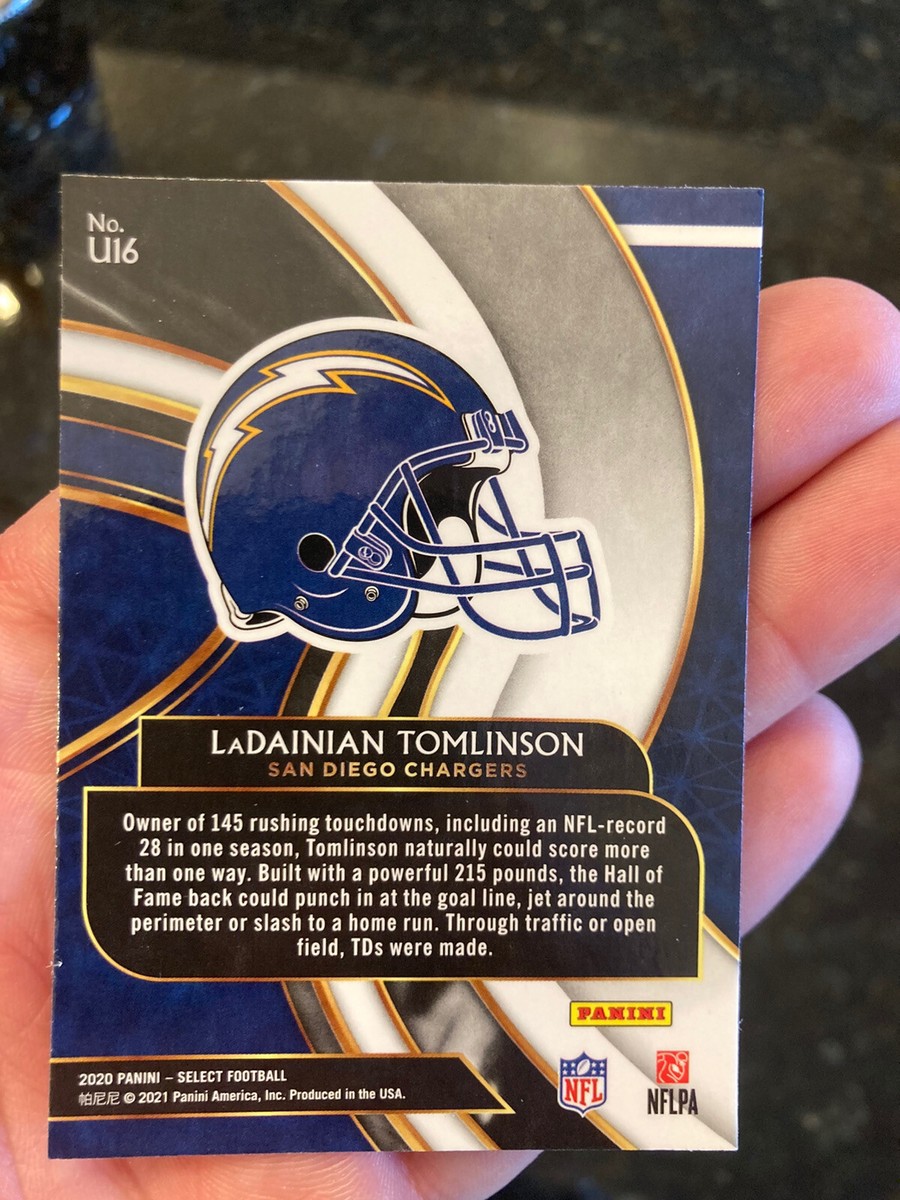 No.
U16
LaDAINIAN TOMLINSON
SAN DIEGO CHARGERS
Owner of 145 rushing touchdowns, including an NFL-record
28 in one season, Tomlinson naturally could score more
than one way. Built with a powerful 215 pounds, the Hall of
Fame back could punch in at the goal line, jet around the
perimeter or slash to a home run. Through traffic or open
field, TDs were made.
PANINI
2020 PANINI – SELECT FOOTBALL
帕尼尼 © 2021 Panini America, Inc. Produced in the USA.
NFL
NFLPA